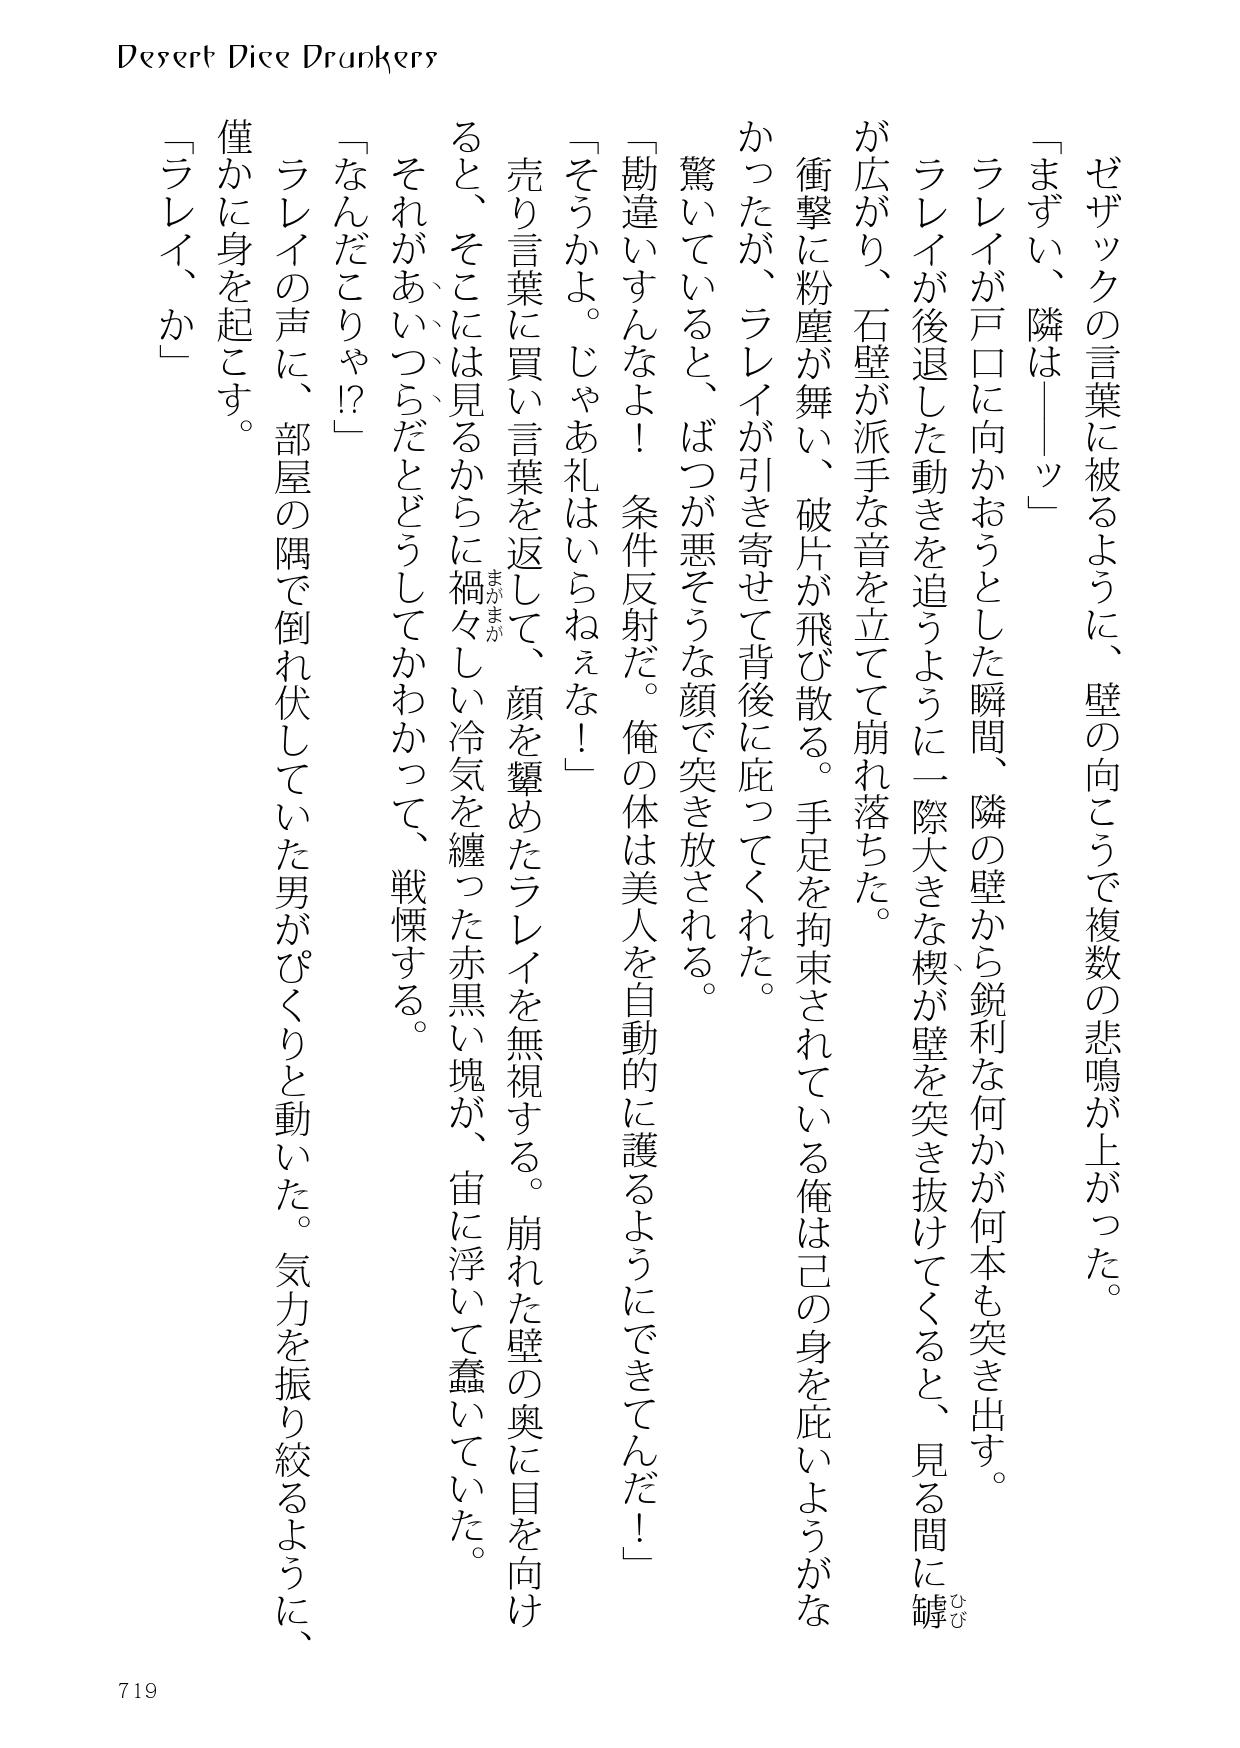 Desert Dice Drunkers
　ゼザックの言葉に被るように、壁の向こうで複数の悲鳴が上がった。
「まずい、隣は――ッ」
　ライが戸口に向かおうとした瞬間、隣の壁から鋭利な何かが何本も突き出す。
　ライが後退した動きを追うように一際大きな楔が壁を突き抜けてくると、見る間に罅
が広がり、石壁が派手な音を立てて崩れ落ちた。
　衝撃に粉塵が舞い、破片が飛び散る。手足を拘束されている俺は己の身を庇いようがな
かったが、ライが引き寄せて背後に庇ってくれた。
　驚いていると、ばつが悪そうな顔で突き放される。
「勘違いすんなよ！　条件反射だ。俺の体は美人を自動的に護るようにできてんだ！」
「そうかよ。じゃあ礼はいらねぇな！」
　売り言葉に買い言葉を返して、顔を顰めたライを無視する。崩れた壁の奥に目を向け
ると、そこには見るからに禍々しい冷気を纏った赤黒い塊が、宙に浮いて蠢いていた。
　それがあいつらだとどうしてかわかって、戦慄する。
「なんだこりゃ!?」
　ライの声に、部屋の隅で倒れ伏していた男がぴくりと動いた。気力を振り絞るように、
僅かに身を起こす。
「ライ、か」
719